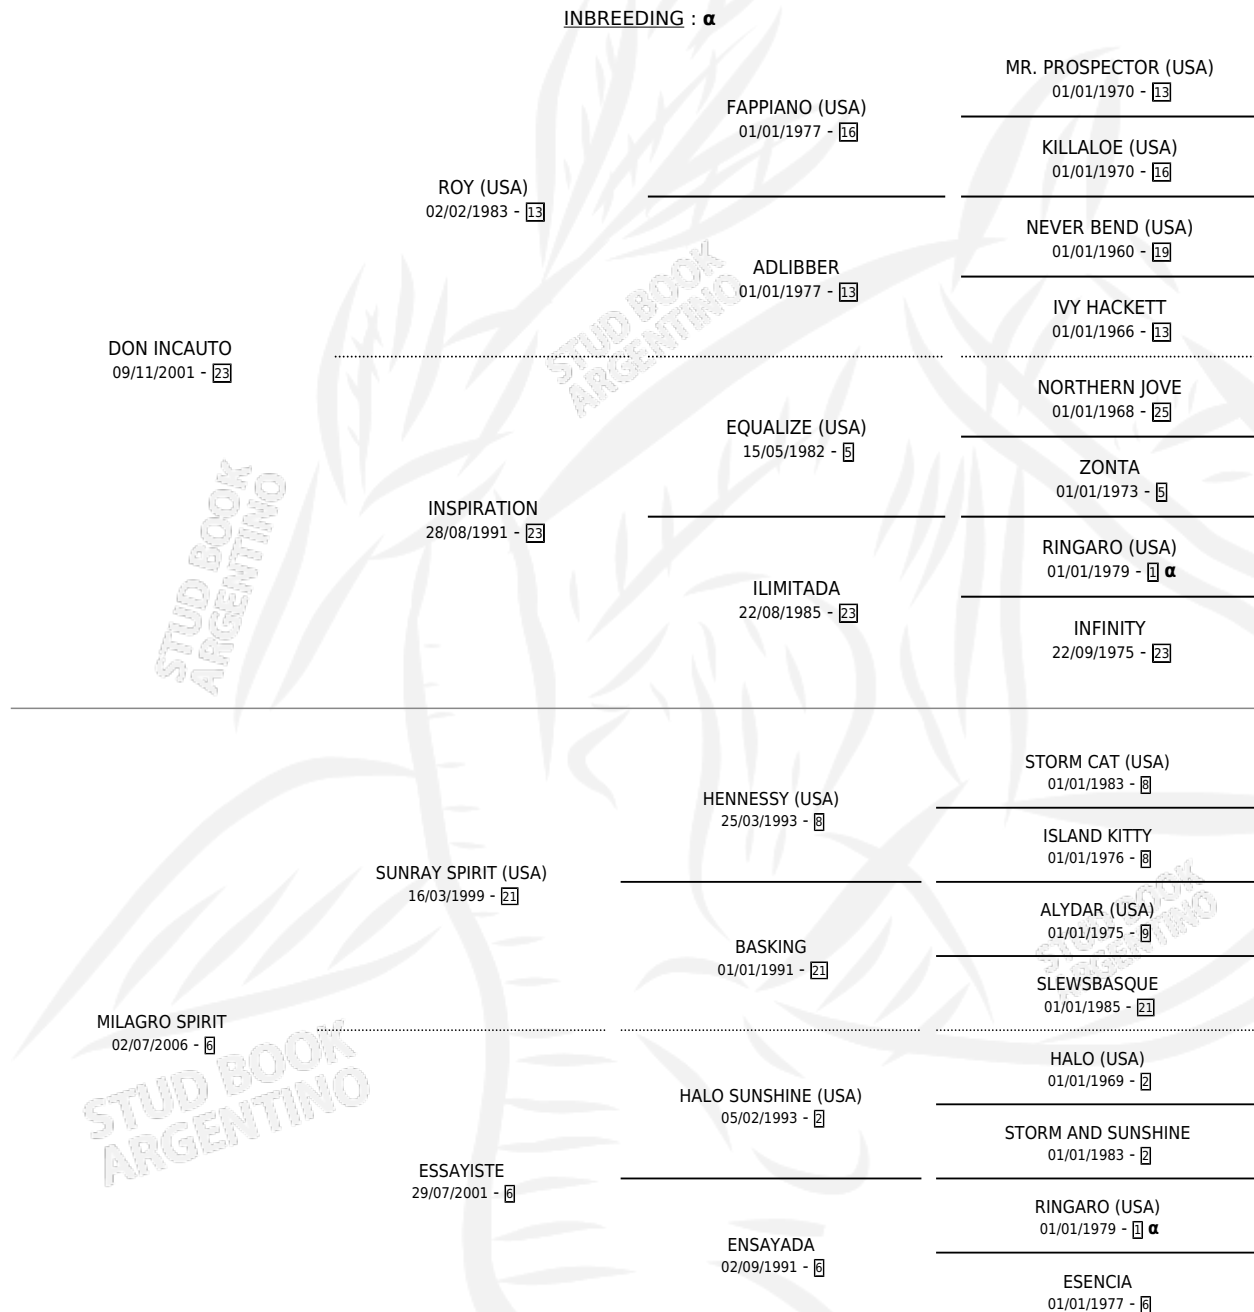 INBREEDING : α
MR. PROSPECTOR (USA)
01/01/1970 - 13
FAPPIANO (USA)
01/01/1977 - 16
KILLALOE (USA)
01/01/1970 - 16
ROY (USA)
02/02/1983 - 13
NEVER BEND (USA)
01/01/1960 - 19
ADLIBBER
01/01/1977 - 13
IVY HACKETT
01/01/1966 - 13
DON INCAUTO
09/11/2001 - 23
NORTHERN JOVE
01/01/1968 - 25
EQUALIZE (USA)
15/05/1982 - 5
ZONTA
01/01/1973 - 5
INSPIRATION
28/08/1991 - 23
RINGARO (USA)
01/01/1979 - 1 α
ILIMITADA
22/08/1985 - 23
INFINITY
22/09/1975 - 23
STORM CAT (USA)
01/01/1983 - 8
HENNESSY (USA)
25/03/1993 - 8
ISLAND KITTY
01/01/1976 - 8
SUNRAY SPIRIT (USA)
16/03/1999 - 21
ALYDAR (USA)
01/01/1975 - 9
BASKING
01/01/1991 - 21
SLEWSBASQUE
01/01/1985 - 21
MILAGRO SPIRIT
02/07/2006 - 6
HALO (USA)
01/01/1969 - 2
HALO SUNSHINE (USA)
05/02/1993 - 2
STORM AND SUNSHINE
01/01/1983 - 2
ESSAYISTE
29/07/2001 - 6
RINGARO (USA)
01/01/1979 - 1 α
ENSAYADA
02/09/1991 - 6
ESENCIA
01/01/1977 - 6
STUD BOOK
ARGENTINO
STUD BOOK
ARGENTINO
STUD BOOK
ARGENTINO
STUD BOOK
ARGENTINO